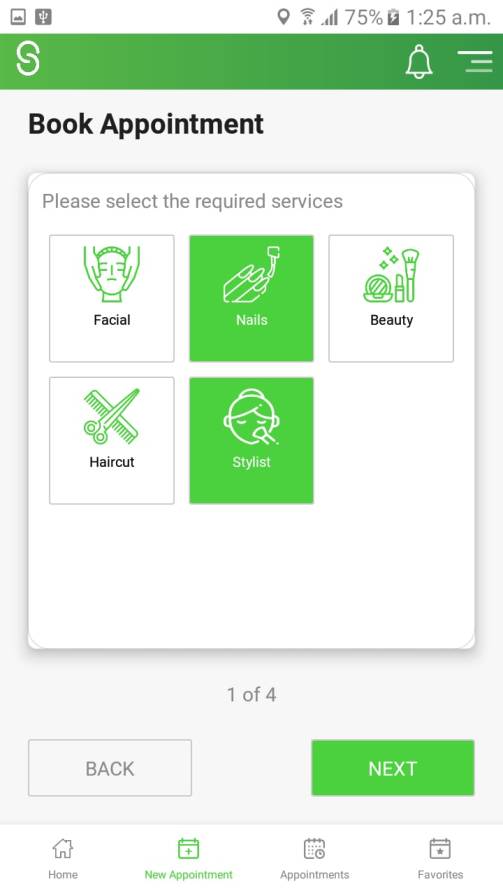 75% 1:25 a.m.
Book Appointment
Please select the required services
Facial
Nails
Beauty
Haircut
Stylist
1 of 4
BACK
NEXT
Home
New Appointment
Appointments
Favorites